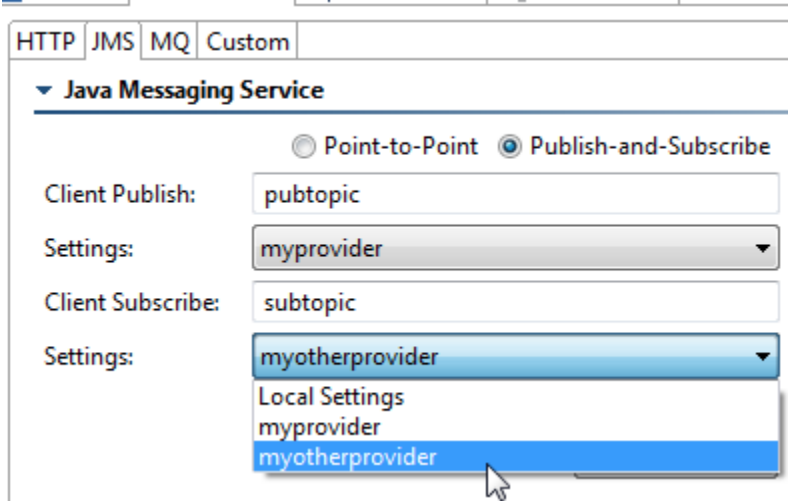 HTTP JMS MQ Custom
Java Messaging Service
Point-to-Point Publish-and-Subscribe
Client Publish: pubtopic
Settings: myprovider
Client Subscribe: subtopic
Settings: myotherprovider
Local Settings
myprovider
myotherprovider